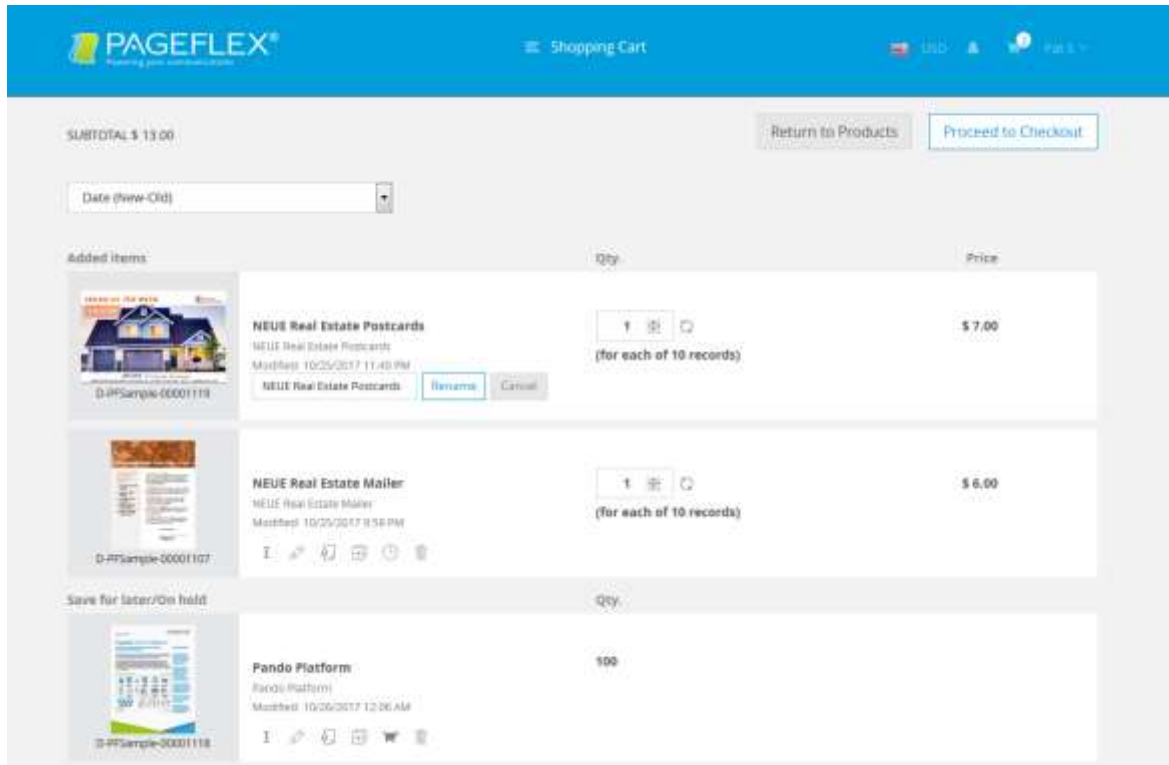 PAGEFLEX®
Powering your communications
Shopping Cart
USD
SUBTOTAL $ 13.00
Return to Products
Proceed to Checkout
Date (New-Old)
Added items
Qty.
Price
D-PFSample-00001119
NEUE Real Estate Postcards
NEUE Real Estate Postcards
Modified: 10/25/2017 11:40 PM
NEUE Real Estate Postcards
Rename
Cancel
1
(for each of 10 records)
$ 7.00
D-PFSample-00001107
NEUE Real Estate Mailer
NEUE Real Estate Mailer
Modified: 10/25/2017 9:58 PM
1
(for each of 10 records)
$ 6.00
Save for later/On hold
Qty.
D-PFSample-00001118
Pando Platform
Pando Platform
Modified: 10/26/2017 12:06 AM
100